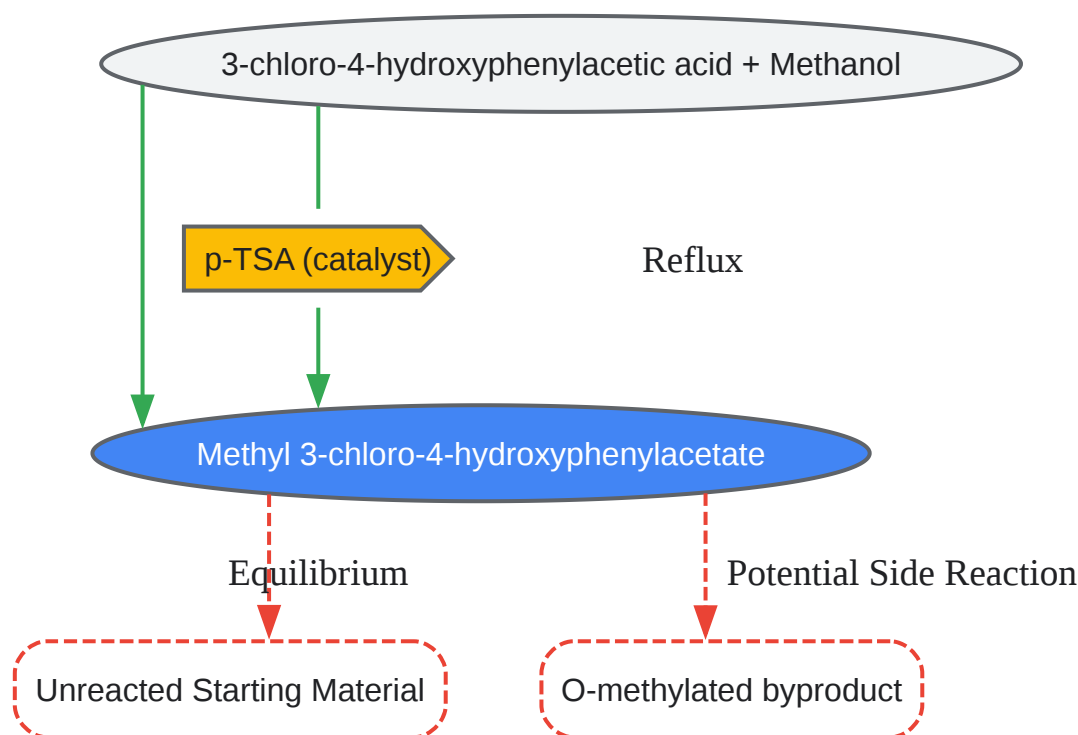 3-chloro-4-hydroxyphenylacetic acid + Methanol
p-TSA (catalyst)
Reflux
Methyl 3-chloro-4-hydroxyphenylacetate
Equilibrium
Potential Side Reaction
Unreacted Starting Material
O-methylated byproduct